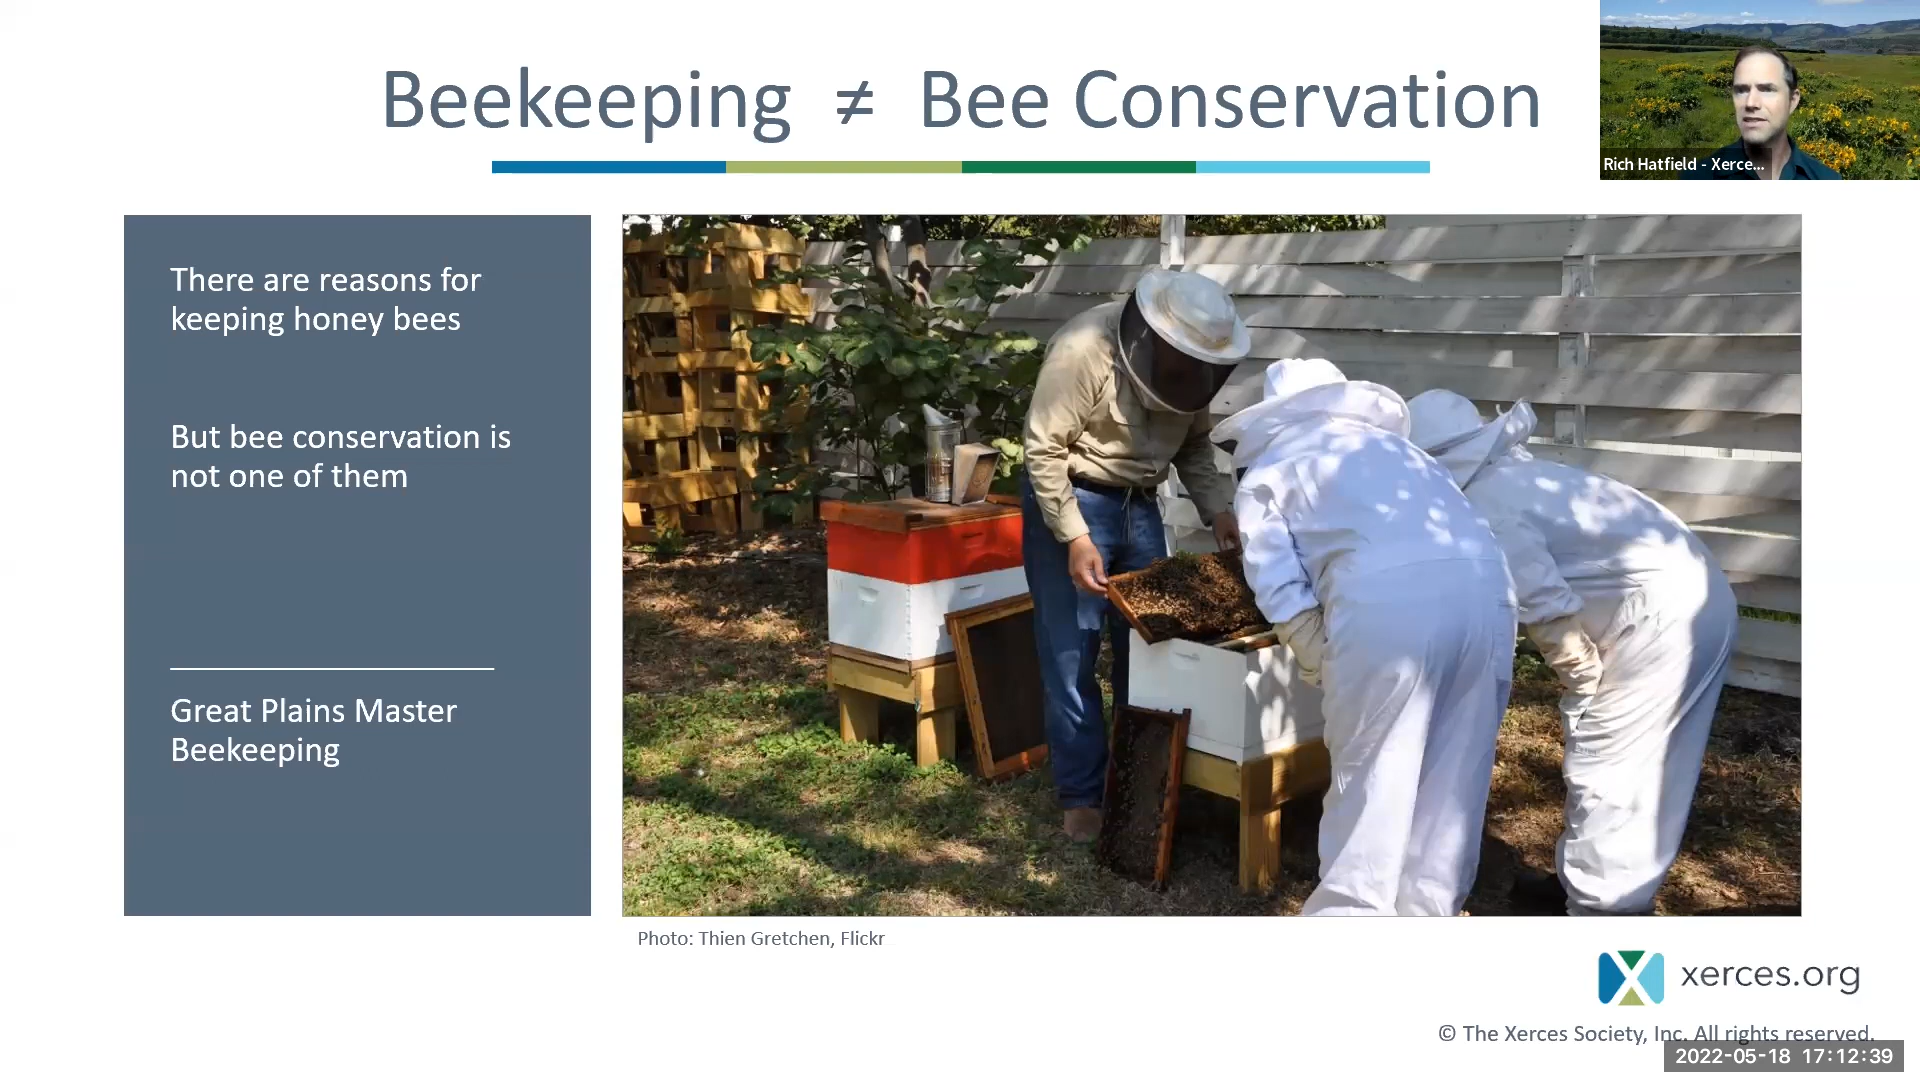 Beekeeping ≠ Bee Conservation
Rich Hatfield - Xerce...
There are reasons for
keeping honey bees
But bee conservation is
not one of them
Great Plains Master
Beekeeping
Photo: Thien Gretchen, Flickr
xerces.org
© The Xerces Society, Inc. All rights reserved.
2022-05-18 17:12:39